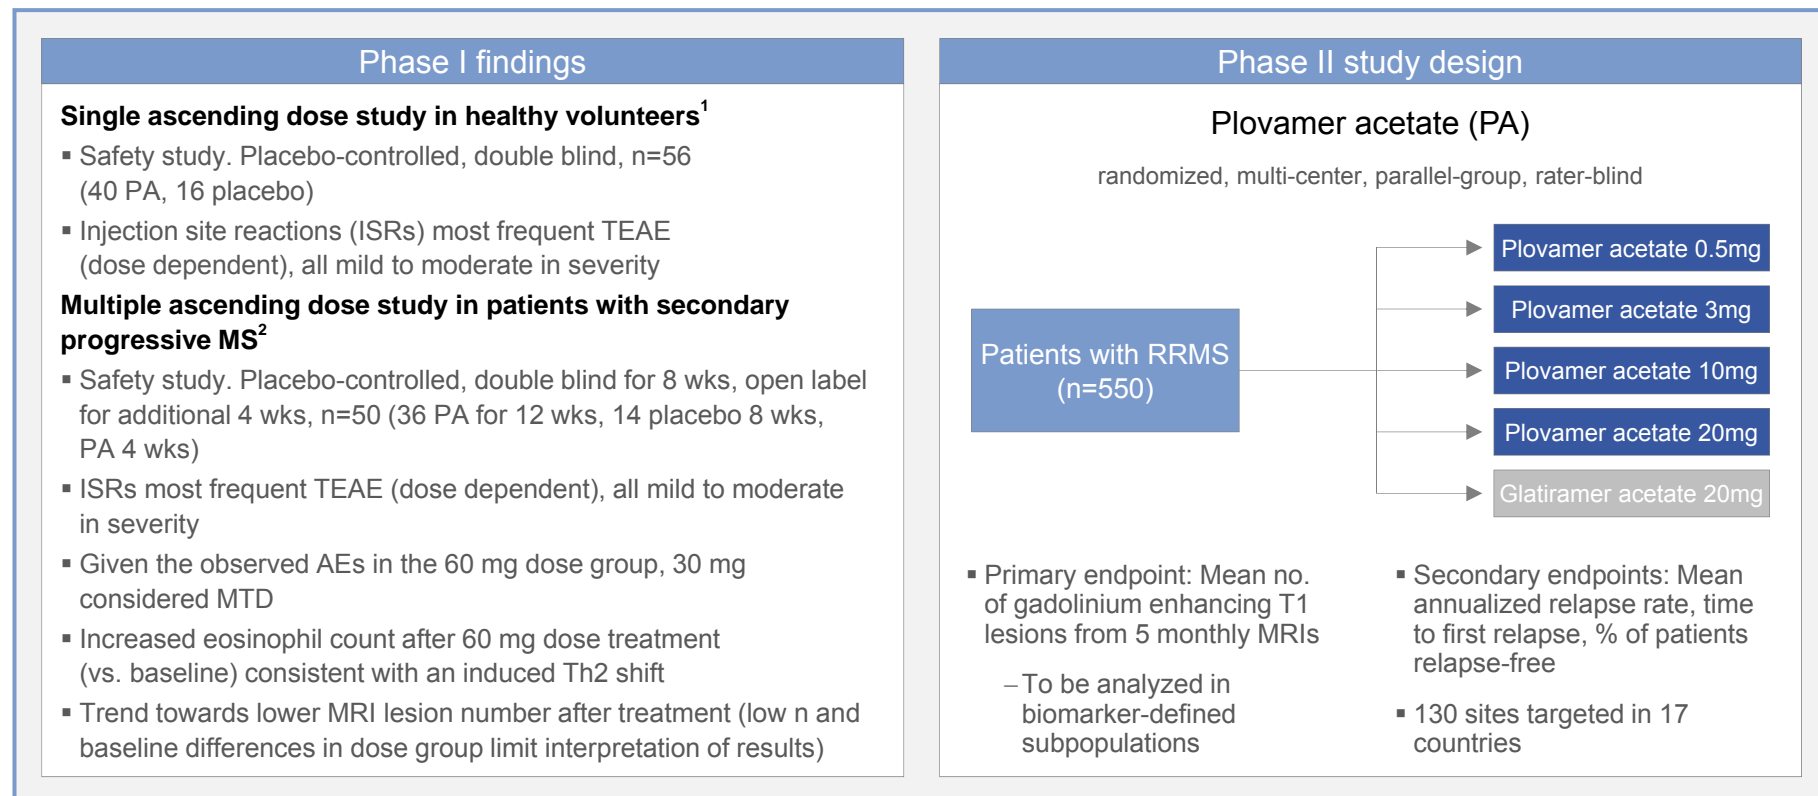 Phase I findings
Single ascending dose study in healthy volunteers1
▪ Safety study. Placebo-controlled, double blind, n=56
(40 PA, 16 placebo)
▪ Injection site reactions (ISRs) most frequent TEAE
(dose dependent), all mild to moderate in severity
Multiple ascending dose study in patients with secondary
progressive MS2
▪ Safety study. Placebo-controlled, double blind for 8 wks, open label
for additional 4 wks, n=50 (36 PA for 12 wks, 14 placebo 8 wks,
PA 4 wks)
▪ ISRs most frequent TEAE (dose dependent), all mild to moderate
in severity
▪ Given the observed AEs in the 60 mg dose group, 30 mg
considered MTD
▪ Increased eosinophil count after 60 mg dose treatment
(vs. baseline) consistent with an induced Th2 shift
▪ Trend towards lower MRI lesion number after treatment (low n and
baseline differences in dose group limit interpretation of results)
Phase II study design
Plovamer acetate (PA)
randomized, multi-center, parallel-group, rater-blind
Patients with RRMS
(n=550)
Plovamer acetate 0.5mg
Plovamer acetate 3mg
Plovamer acetate 10mg
Plovamer acetate 20mg
Glatiramer acetate 20mg
▪ Primary endpoint: Mean no.
of gadolinium enhancing T1
lesions from 5 monthly MRIs
– To be analyzed in
biomarker-defined
subpopulations
▪ Secondary endpoints: Mean
annualized relapse rate, time
to first relapse, % of patients
relapse-free
▪ 130 sites targeted in 17
countries